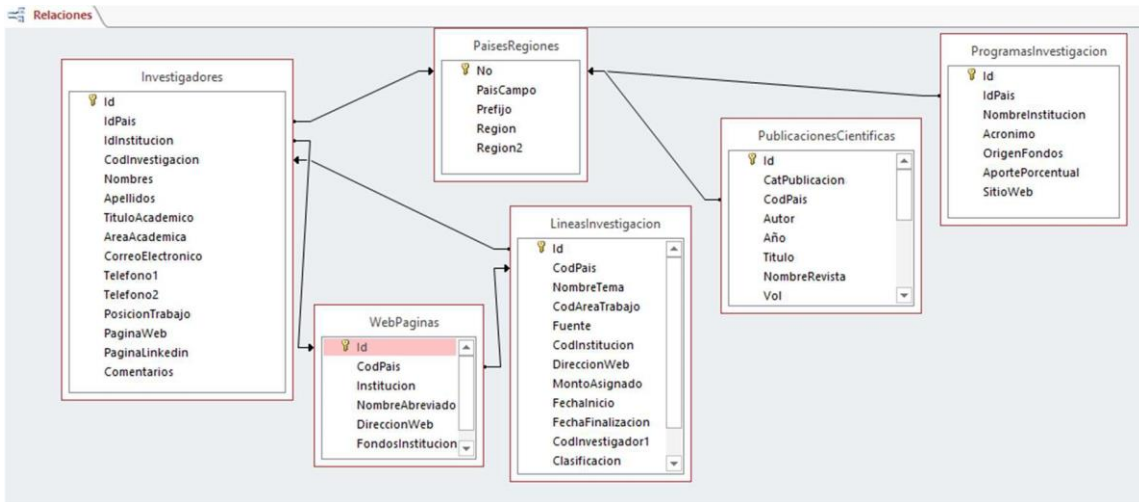 Relaciones
Investigadores
Id
IdPais
IdInstitucion
CodInvestigacion
Nombres
Apellidos
TituloAcademico
AreaAcademica
CorreoElectronico
Telefono1
Telefono2
PosicionTrabajo
PaginaWeb
PaginaLinkedin
Comentarios
PaisesRegiones
No
PaisCampo
Prefijo
Region
Region2
WebPaginas
Id
CodPais
Institucion
NombreAbreviado
DireccionWeb
FondosInstitucion
LineasInvestigacion
Id
CodPais
NombreTema
CodAreaTrabajo
Fuente
CodInstitucion
DireccionWeb
MontoAsignado
FechaInicio
FechaFinalizacion
CodInvestigador1
Clasificacion
PublicacionesCientificas
Id
CatPublicacion
CodPais
Autor
Año
Titulo
NombreRevista
Vol
ProgramasInvestigacion
Id
IdPais
NombreInstitucion
Acronimo
OrigenFondos
AportePorcentual
SitioWeb